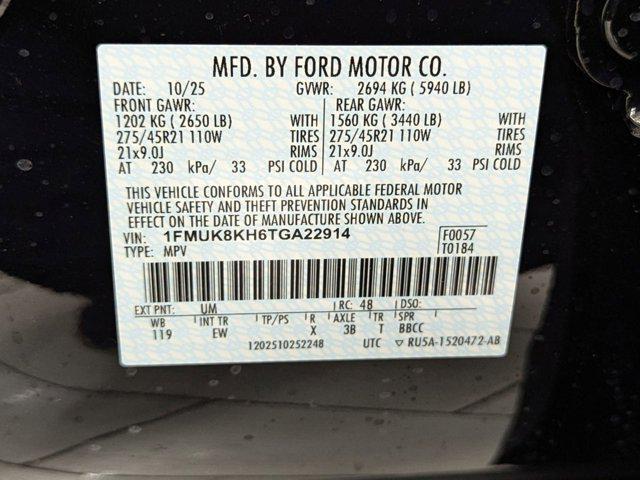 MFD. BY FORD MOTOR CO.
DATE: 10/25 GVWR: 2694 KG ( 5940 LB)
FRONT GAWR: REAR GAWR:
1202 KG ( 2650 LB) WITH 1560 KG ( 3440 LB) WITH
275/45R21 110W TIRES 275/45R21 110W TIRES
21x9.0J RIMS 21x9.0J RIMS
AT 230 kPa/ 33 PSI COLD AT 230 kPa/ 33 PSI COLD
THIS VEHICLE CONFORMS TO ALL APPLICABLE FEDERAL MOTOR
VEHICLE SAFETY AND THEFT PREVENTION STANDARDS IN
EFFECT ON THE DATE OF MANUFACTURE SHOWN ABOVE.
VIN: 1FMUK8KH6TGA22914 F0057
TYPE: MPV T0184
EXT PNT: UM RC: 48 DSO:
WB INT TR TP/PS R AXLE TR SPR
119 EW X 3B T BBCC
1202510252248 UTC ▽ RU5A-1520472-AB